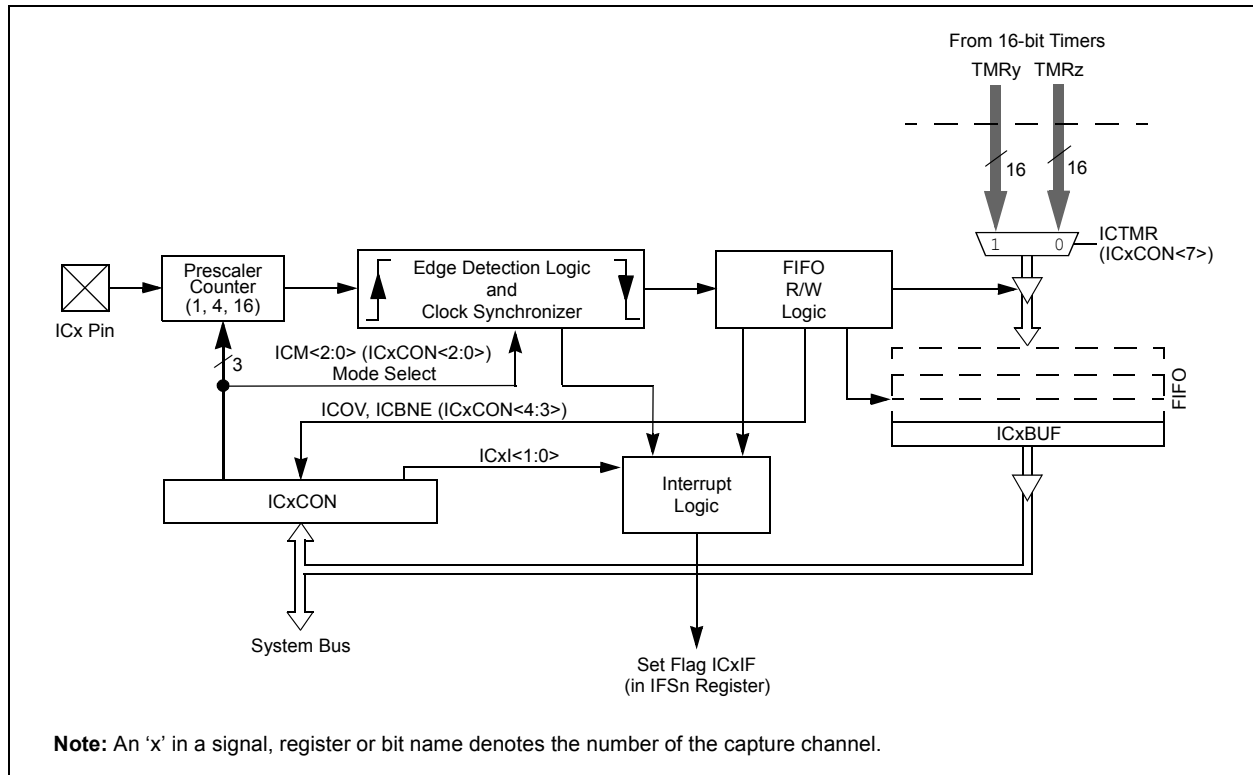 From 16-bit Timers
TMRy TMRz
16 16
1 0
ICTMR
(ICxCON<7>)
Prescaler
Counter
(1, 4, 16)
Edge Detection Logic
and
Clock Synchronizer
FIFO
R/W
Logic
ICx Pin
3
ICM<2:0> (ICxCON<2:0>)
Mode Select
FIFO
ICOV, ICBNE (ICxCON<4:3>)
ICxBUF
ICxI<1:0>
ICxCON
Interrupt
Logic
System Bus
Set Flag ICxIF
(in IFSn Register)
Note: An ‘x’ in a signal, register or bit name denotes the number of the capture channel.